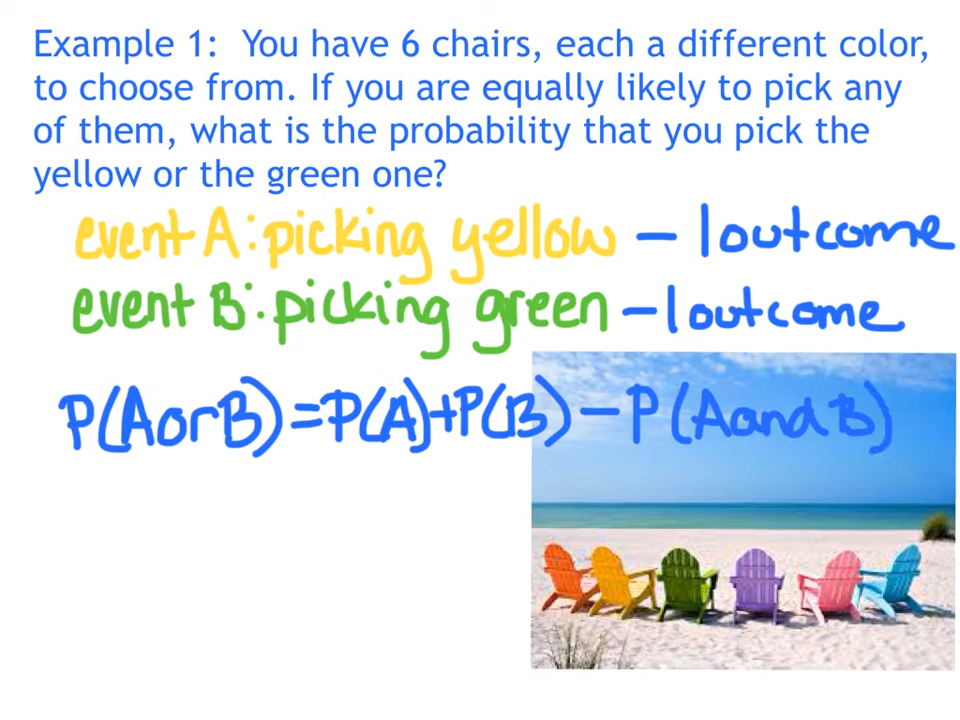 Example 1:  You have 6 chairs, each a different color,
to choose from. If you are equally likely to pick any
of them, what is the probability that you pick the
yellow or the green one?
event A: picking yellow - 1 outcome
event B: picking green - 1 outcome
P(A or B) = P(A) + P(B) - P(A and B)